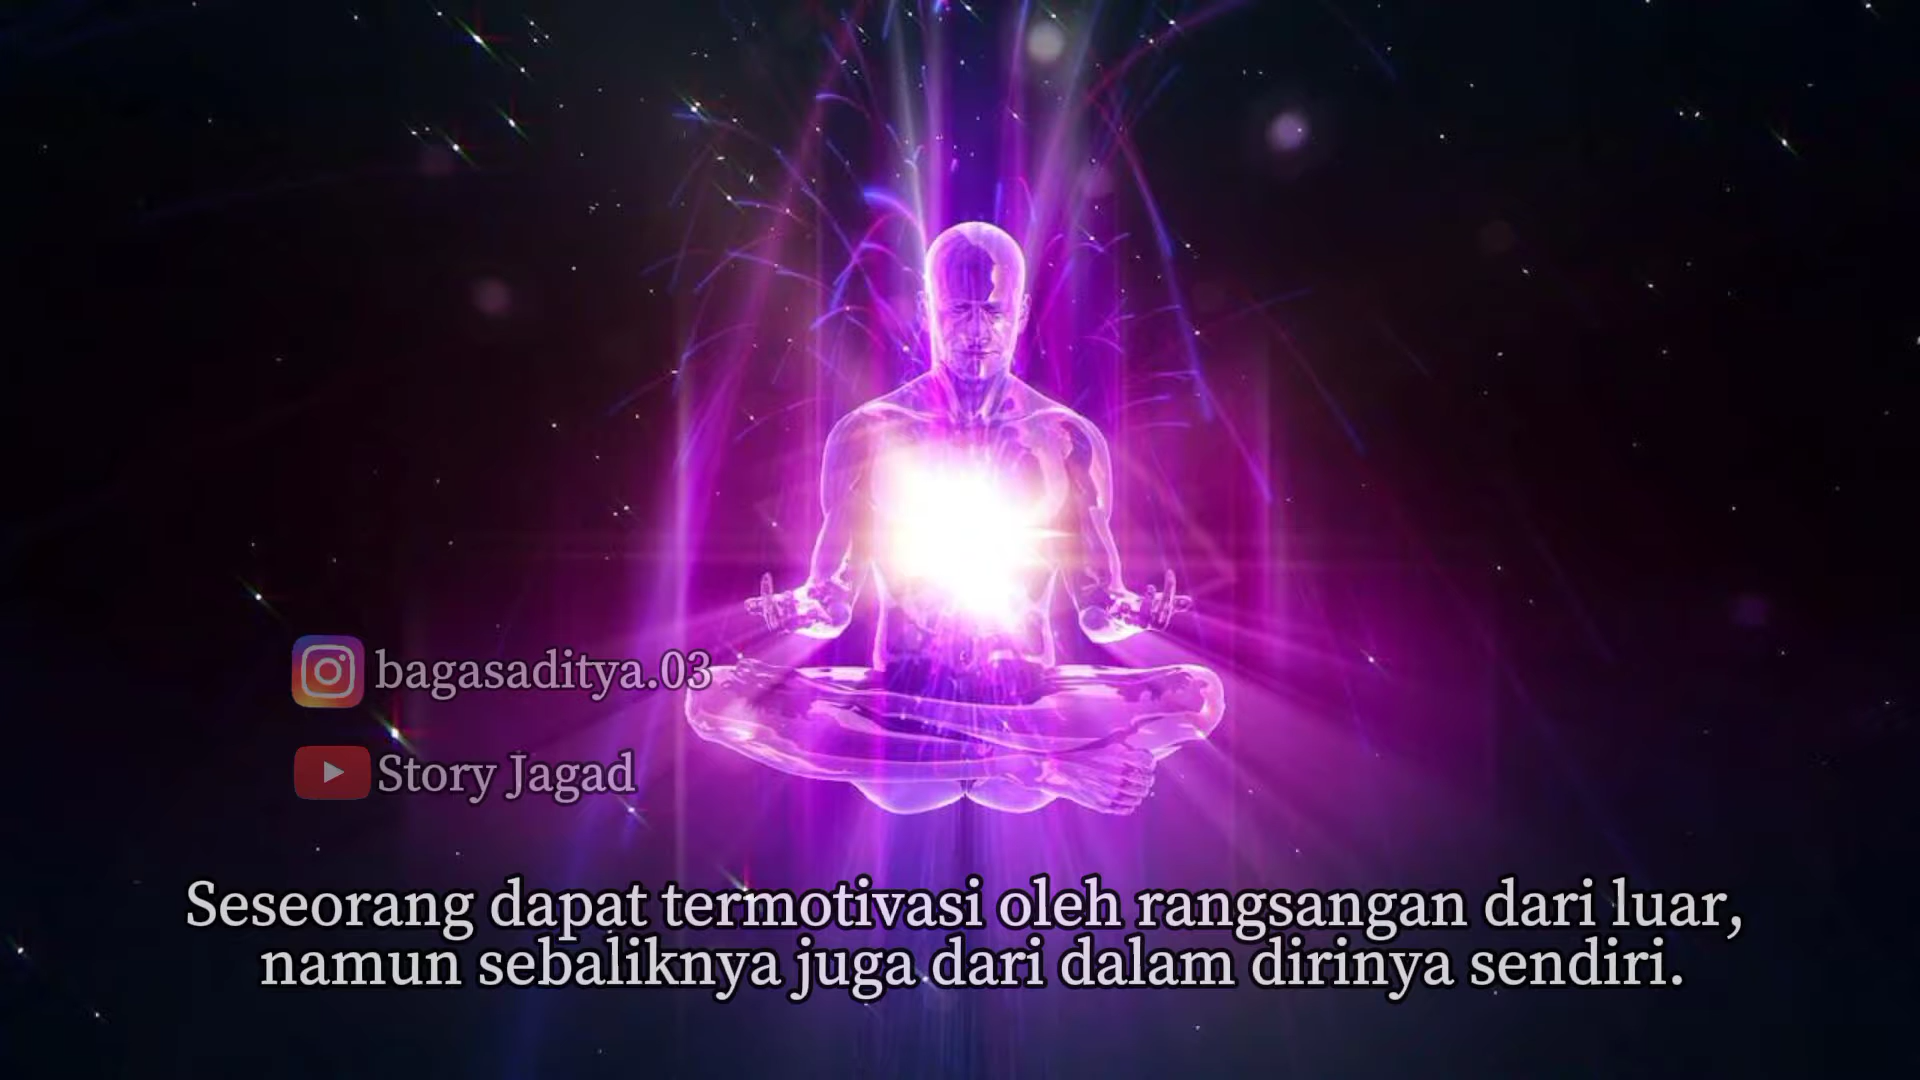 bagasaditya.03
Story Jagad
Seseorang dapat termotivasi oleh rangsangan dari luar,
namun sebaliknya juga dari dalam dirinya sendiri.